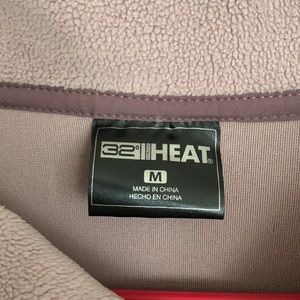 32° HEAT®
M
MADE IN CHINA
HECHO EN CHINA